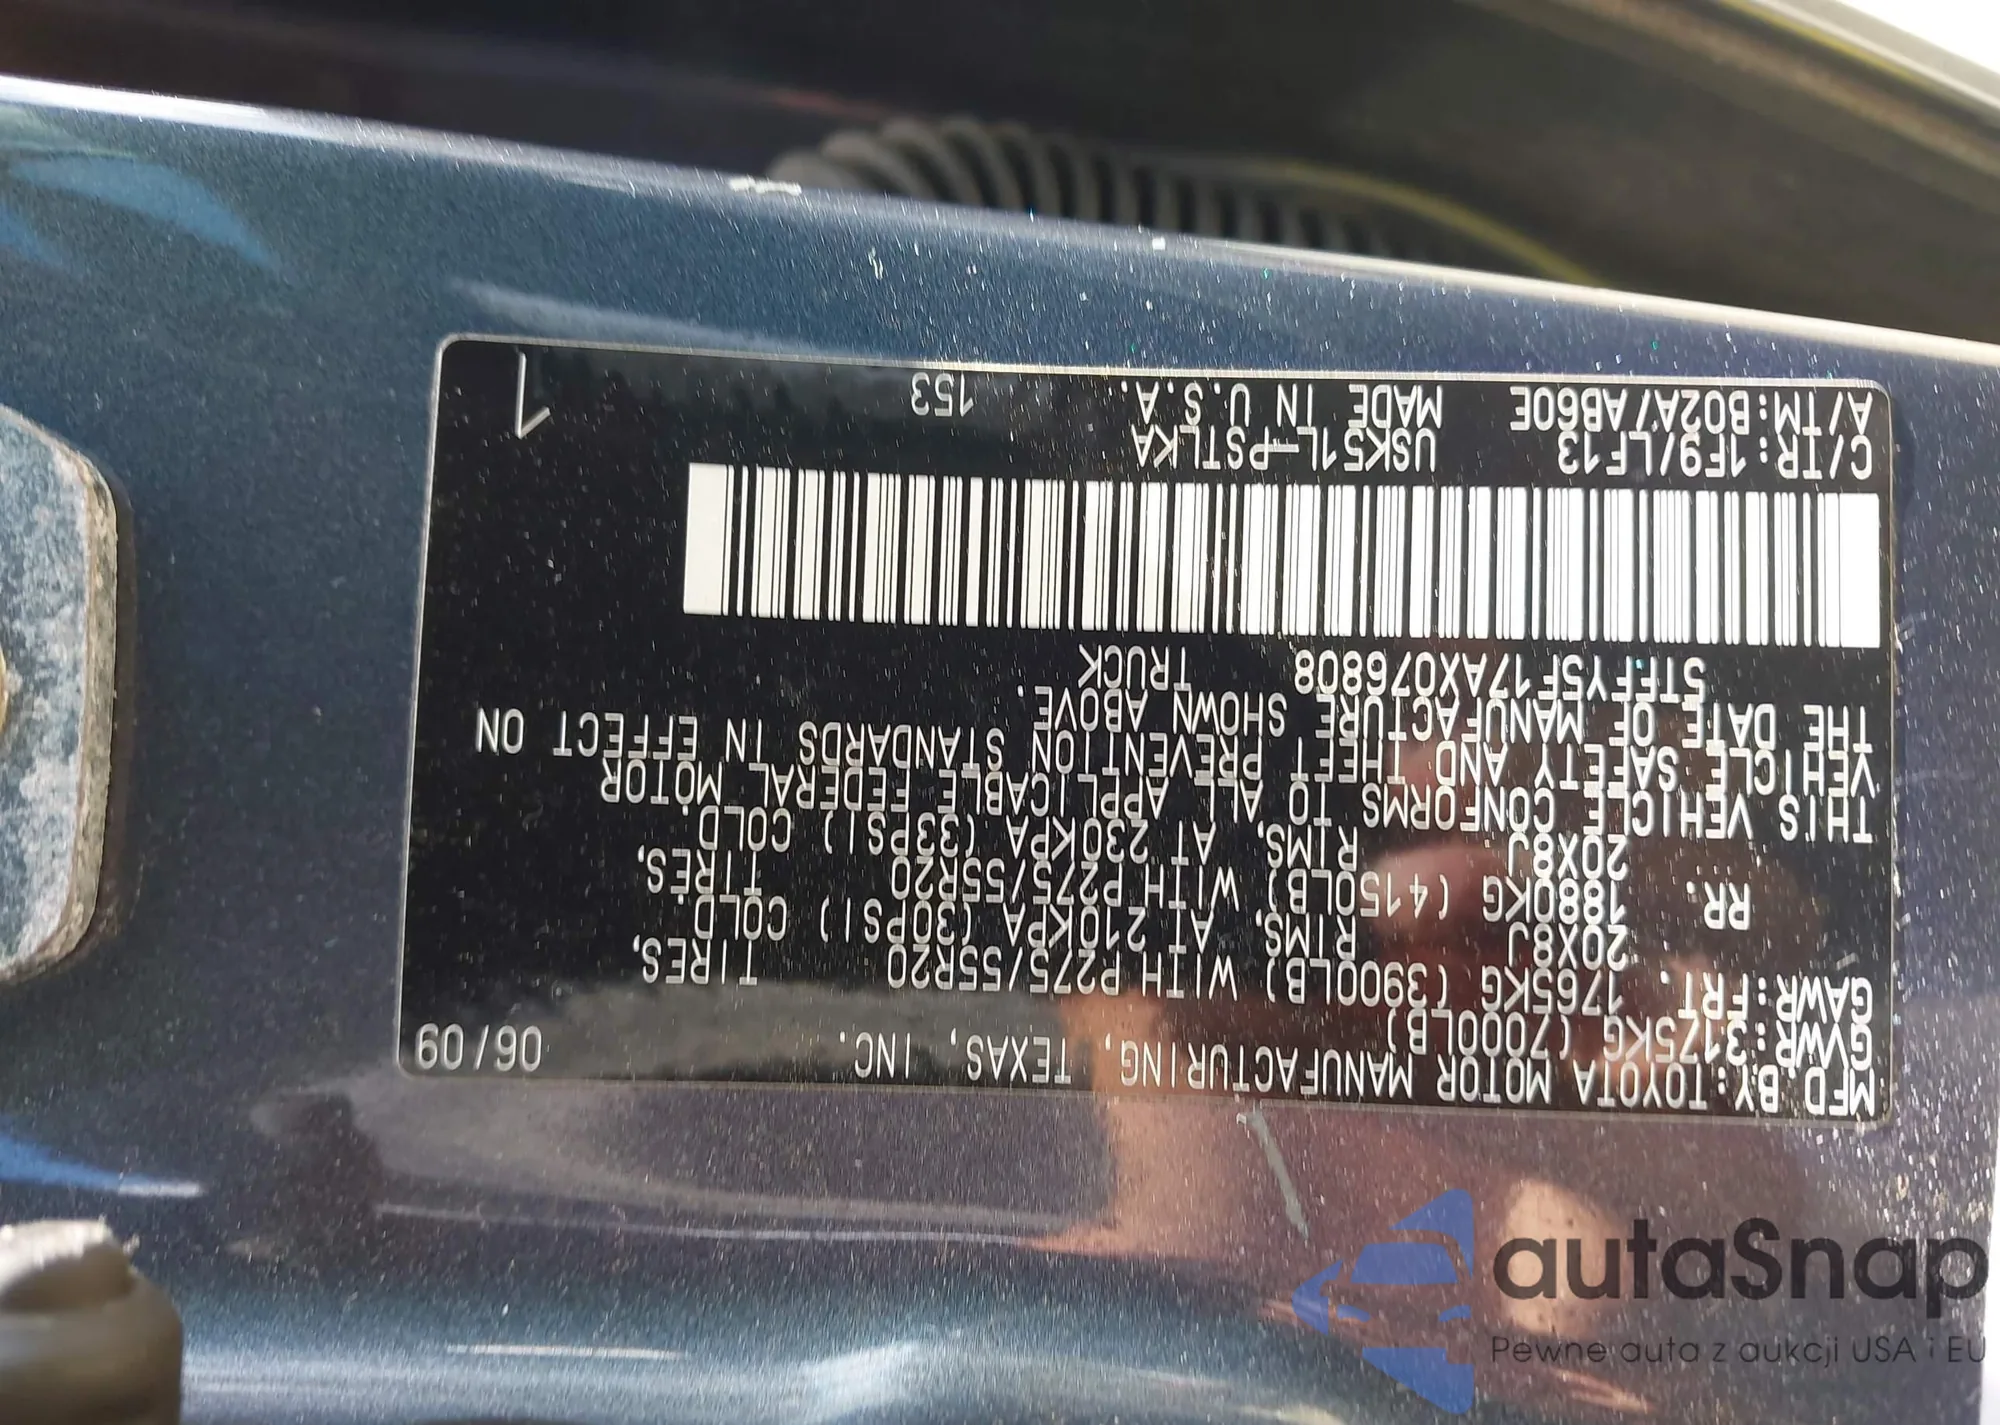 MFD BY: TOYOTA MOTOR MANUFACTURING, TEXAS, INC. 06/09
GVWR: 3175KG (7000LB)
GAWR: FRT. 1765KG (3900LB) WITH P275/55R20 TIRES,
20X8J RIMS, AT 210KPA (30PSI) COLD.
RR. 1880KG (4150LB) WITH P275/55R20 TIRES,
20X8J RIMS, AT 230KPA (33PSI) COLD.
THIS VEHICLE CONFORMS TO ALL APPLICABLE FEDERAL MOTOR
VEHICLE SAFETY AND THEFT PREVENTION STANDARDS IN EFFECT ON
THE DATE OF MANUFACTURE SHOWN ABOVE.
5TFFY5F17AX076808 TRUCK
C/TR: 1F9/LF13 USK51L-PSTLKA
A/TM: B02A/AB60E MADE IN U.S.A. 153 1
autaSnap
Pewne auta z aukcji USA i EU